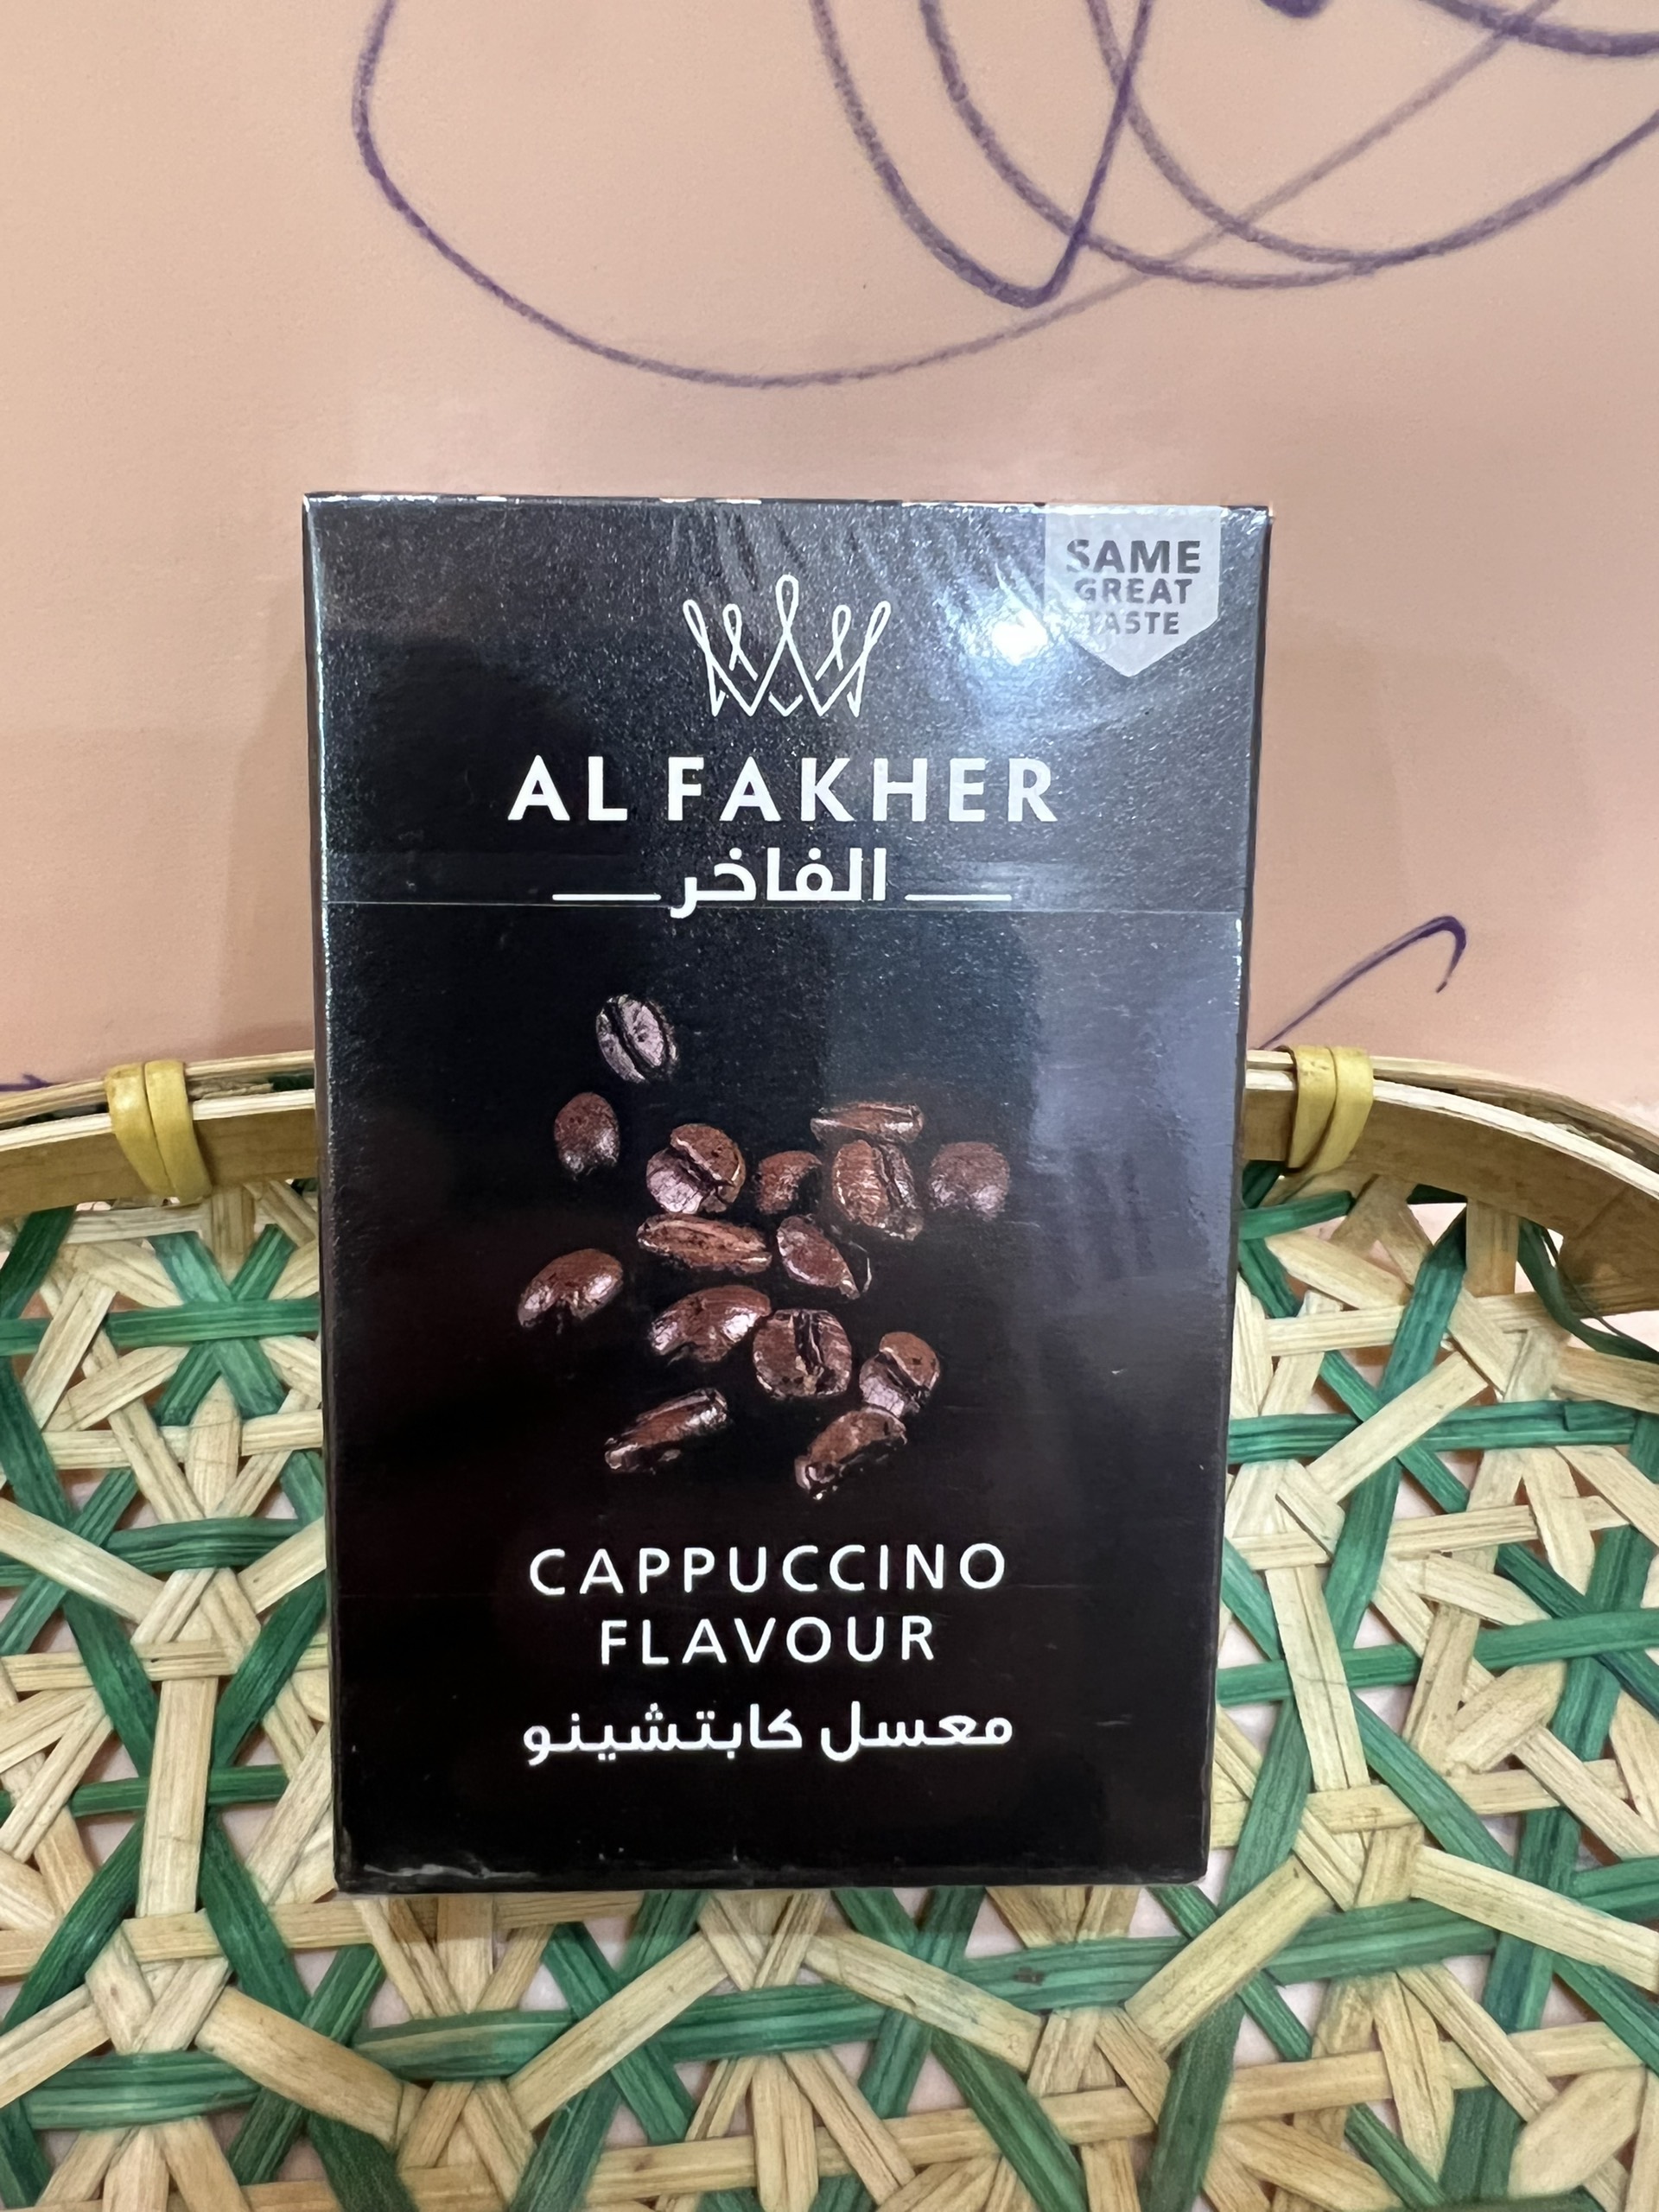 SAME
GREAT
TASTE
AL FAKHER
الفاخر
CAPPUCCINO
FLAVOUR
معسل كابتشينو